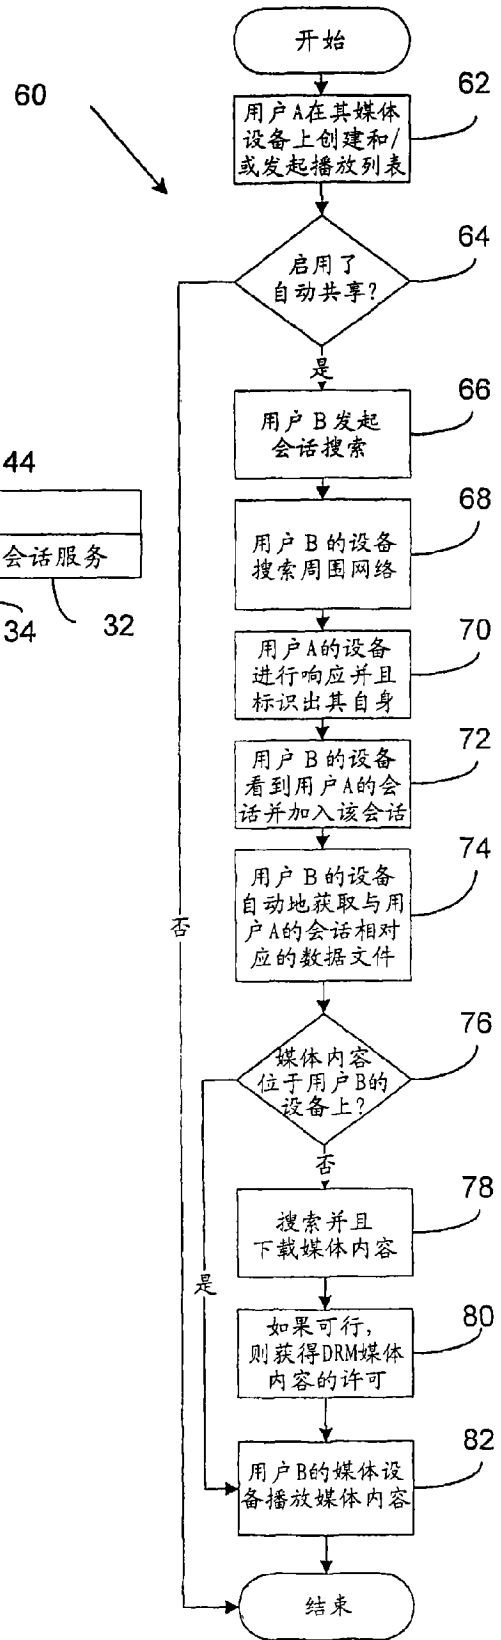 开始
60
62
用户A在其媒体
设备上创建和/
或发起播放列表
64
启用了
自动共享?
是
66
用户B发起
会话搜索
44
会话服务
34
32
68
用户B的设备
搜索周围网络
70
用户A的设备
进行响应并且
标识出其自身
72
用户B的设备
看到用户A的会
话并加入该会话
74
用户B的设备
自动地获取与用
户A的会话相对
应的数据文件
否
76
媒体内容
位于用户B的
设备上?
否
78
搜索并且
下载媒体内容
是
80
如果可行,
则获得DRM媒体
内容的许可
82
用户B的媒体设
备播放媒体内容
结束